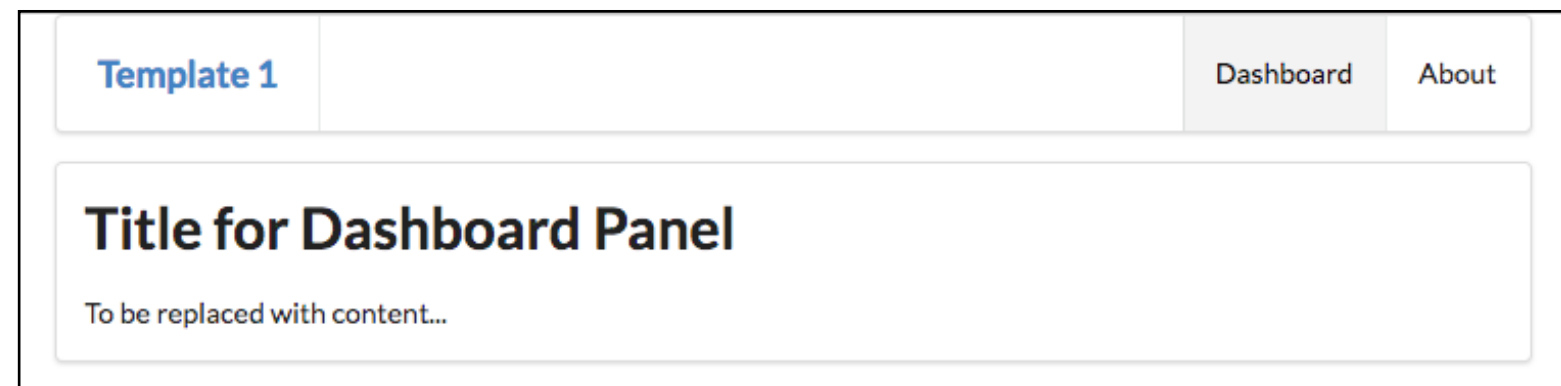 Template 1
Dashboard
About
Title for Dashboard Panel
To be replaced with content...